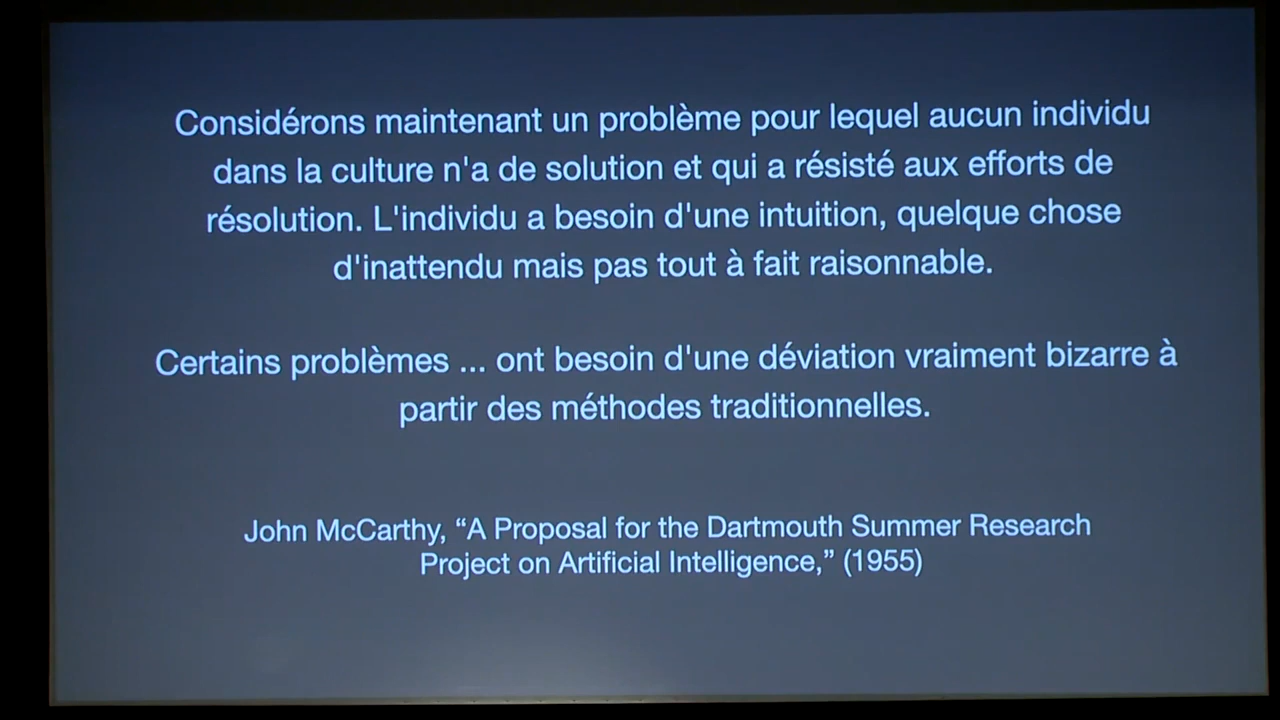 Considérons maintenant un problème pour lequel aucun individu
dans la culture n'a de solution et qui a résisté aux efforts de
résolution. L'individu a besoin d'une intuition, quelque chose
d'inattendu mais pas tout à fait raisonnable.
Certains problèmes ... ont besoin d'une déviation vraiment bizarre à
partir des méthodes traditionnelles.
John McCarthy, “A Proposal for the Dartmouth Summer Research
Project on Artificial Intelligence,” (1955)